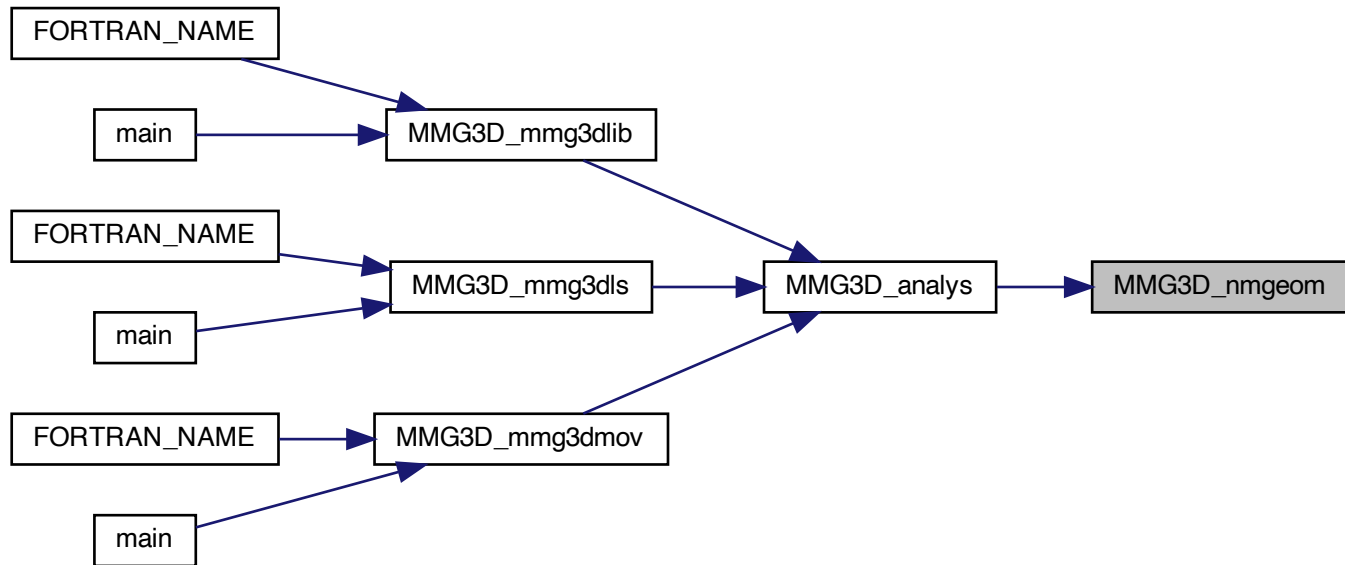 FORTRAN_NAME
main
MMG3D_mmg3dlib
FORTRAN_NAME
main
MMG3D_mmg3dls
MMG3D_analys
MMG3D_nmgeom
FORTRAN_NAME
MMG3D_mmg3dmov
main